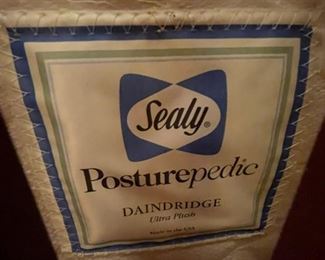 Sealy®
Posturepedic
DAINDRIDGE
Ultra Plush
Made in the USA